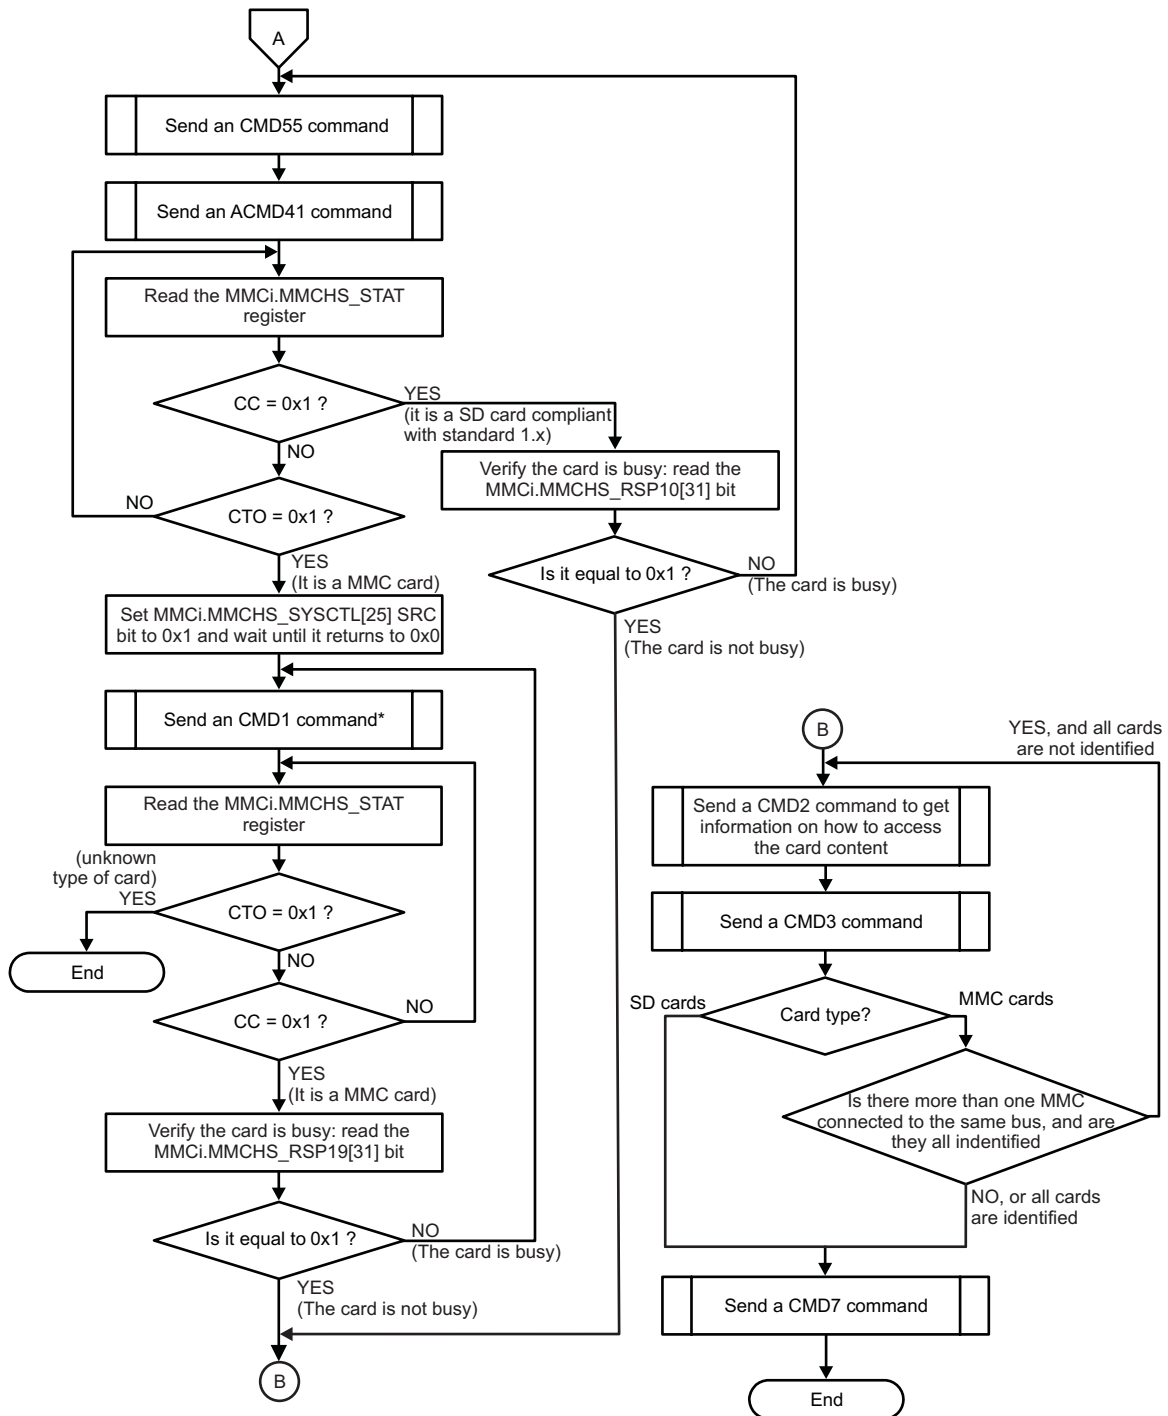 A
Send an CMD55 command
Send an ACMD41 command
Read the MMCi.MMCHS_STAT
register
CC = 0x1 ?
YES
(it is a SD card compliant
with standard 1.x)
NO
Verify the card is busy: read the
MMCi.MMCHS_RSP10[31] bit
CTO = 0x1 ?
NO
YES
(It is a MMC card)
Is it equal to 0x1 ?
NO
(The card is busy)
YES
(The card is not busy)
Set MMCi.MMCHS_SYSCTL[25] SRC
bit to 0x1 and wait until it returns to 0x0
Send an CMD1 command*
Read the MMCi.MMCHS_STAT
register
(unknown
type of card)
YES
CTO = 0x1 ?
End
NO
CC = 0x1 ?
NO
YES
(It is a MMC card)
Verify the card is busy: read the
MMCi.MMCHS_RSP19[31] bit
Is it equal to 0x1 ?
NO
(The card is busy)
YES
(The card is not busy)
B
B
YES, and all cards
are not identified
Send a CMD2 command to get
information on how to access
the card content
Send a CMD3 command
SD cards
Card type?
MMC cards
Is there more than one MMC
connected to the same bus, and are
they all indentified
NO, or all cards
are identified
Send a CMD7 command
End